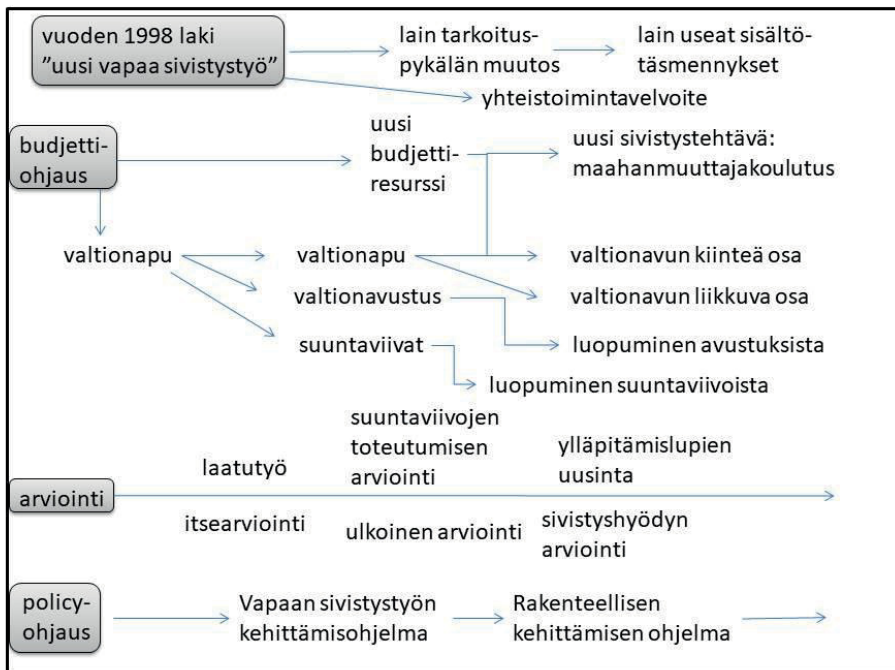 vuoden 1998 laki
”uusi vapaa sivistystyö”
lain tarkoitus-
pykälän muutos
lain useat sisältö-
täsmennykset
yhteistoimintavelvoite
budjetti-
ohjaus
uusi
budjetti-
resurssi
uusi sivistystehtävä:
maahanmuuttajakoulutus
valtionapu
valtionapu
valtionavun kiinteä osa
valtionavustus
valtionavun liikkuva osa
suuntaviivat
luopuminen avustuksista
luopuminen suuntaviivoista
arviointi
laatutyö
suuntaviivojen
toteutumisen
arviointi
ylläpitämislupien
uusinta
itsearviointi
ulkoinen arviointi
sivistyshyödyn
arviointi
policy-
ohjaus
Vapaan sivistystyön
kehittämisohjelma
Rakenteellisen
kehittämisen ohjelma